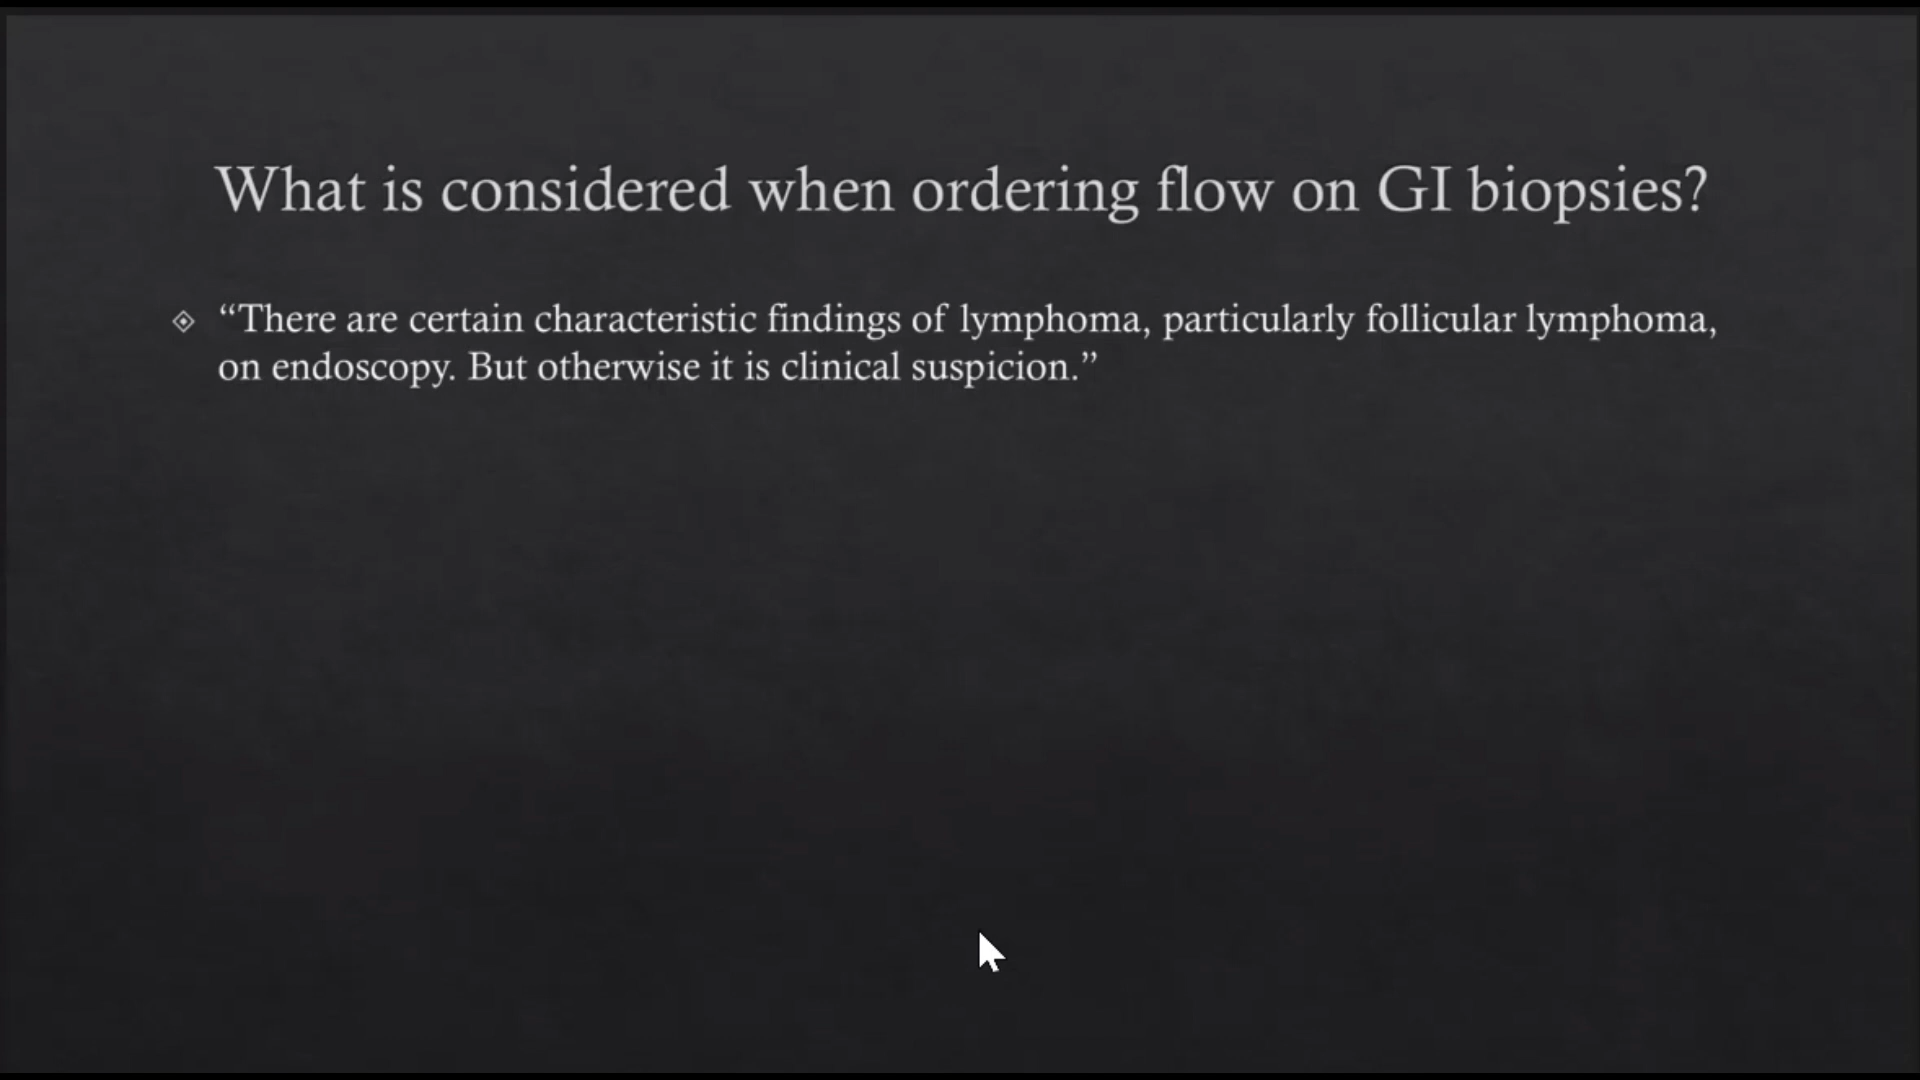 What is considered when ordering flow on GI biopsies?
“There are certain characteristic findings of lymphoma, particularly follicular lymphoma,
on endoscopy. But otherwise it is clinical suspicion.”